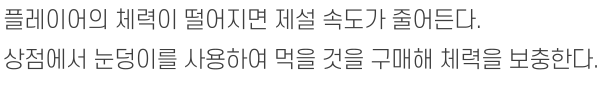 플레이어의 체력이 떨어지면 제설 속도가 줄어든다.
상점에서 눈덩이를 사용하여 먹을 것을 구매해 체력을 보충한다.